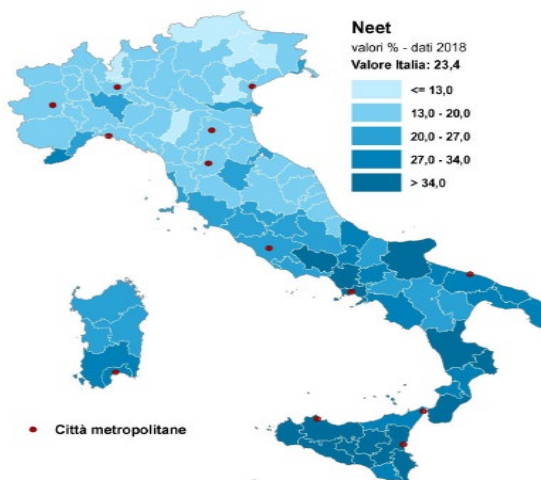 Neet
valori % - dati 2018
Valore Italia: 23,4
<= 13,0
13,0 - 20,0
20,0 - 27,0
27,0 - 34,0
> 34,0
Città metropolitane